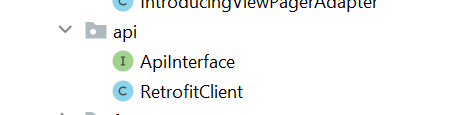 IntroducingViewPagerAdapter
api
I ApiInterface
C RetrofitClient